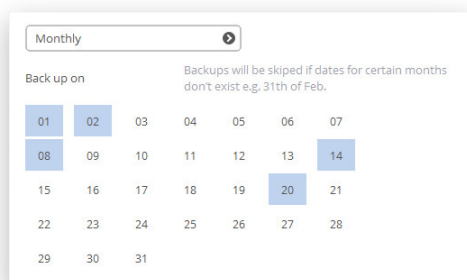 Monthly
Back up on
Backups will be skiped if dates for certain months
don't exist e.g. 31th of Feb.
01 02 03 04 05 06 07
08 09 10 11 12 13 14
15 16 17 18 19 20 21
22 23 24 25 26 27 28
29 30 31